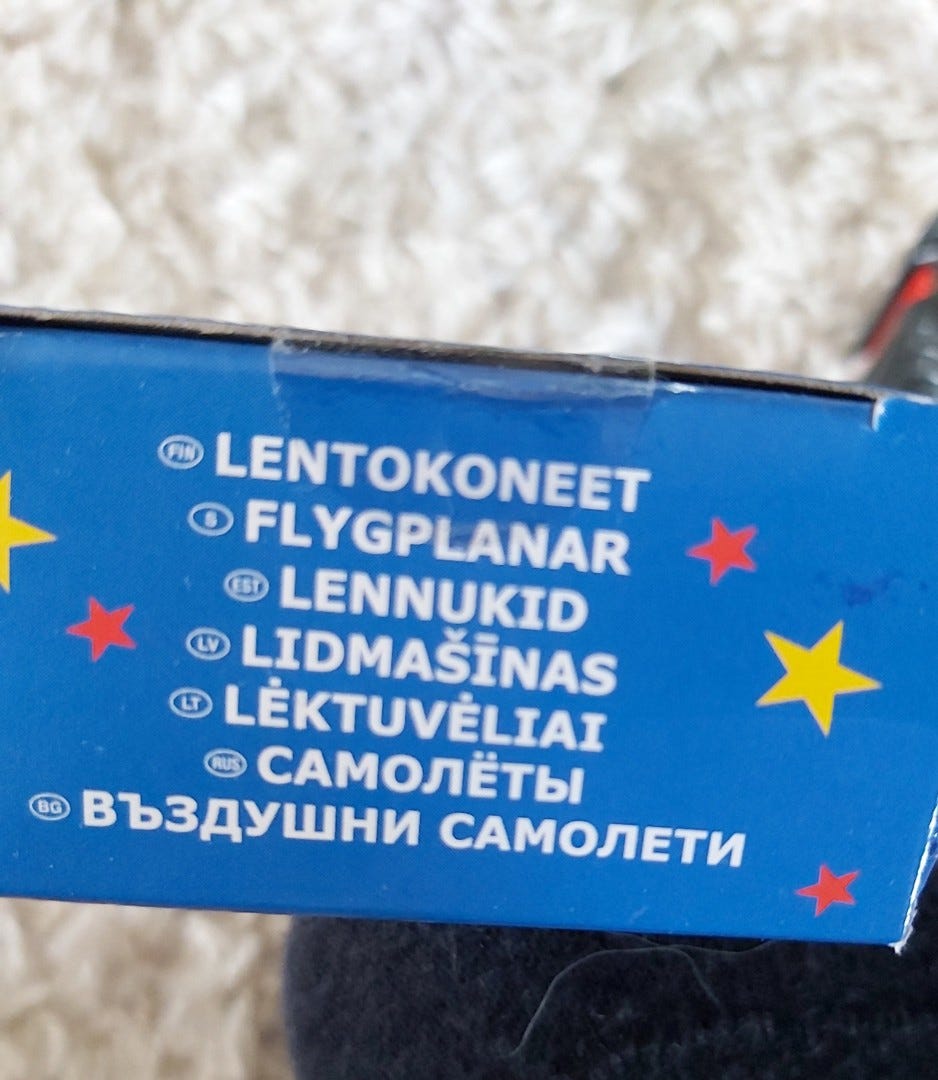 FIN LENTOKONEET
S FLYGPLANAR
EST LENNUKID
LV LIDMAŠĪNAS
LT LĖKTUVĖLIAI
RUS САМОЛЁТЫ
BG ВЪЗДУШНИ САМОЛЕТИ